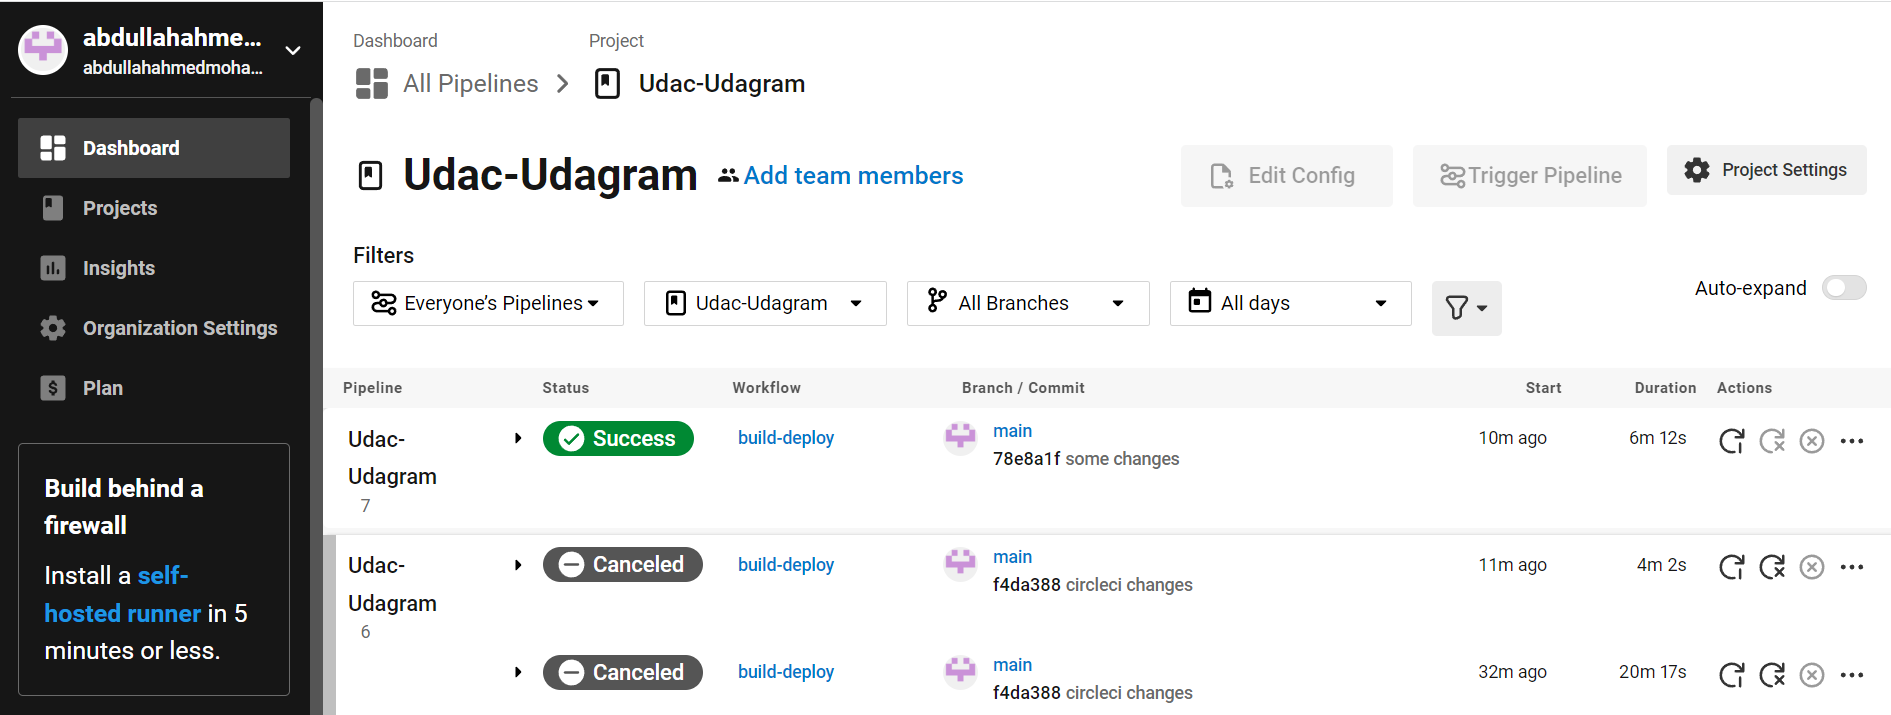 abdullahahme...
abdullahahmedmoha...
Dashboard
Projects
Insights
Organization Settings
Plan
Build behind a
firewall
Install a self-
hosted runner in 5
minutes or less.
Dashboard Project
All Pipelines Udac-Udagram
Udac-Udagram Add team members Edit Config Trigger Pipeline Project Settings
Filters
Everyone’s Pipelines Udac-Udagram All Branches All days Auto-expand
Pipeline Status Workflow Branch / Commit Start Duration Actions
Udac-
Udagram
7
Success build-deploy main
78e8a1f some changes
10m ago 6m 12s
Udac-
Udagram
6
Canceled build-deploy main
f4da388 circleci changes
11m ago 4m 2s
Canceled build-deploy main
f4da388 circleci changes
32m ago 20m 17s